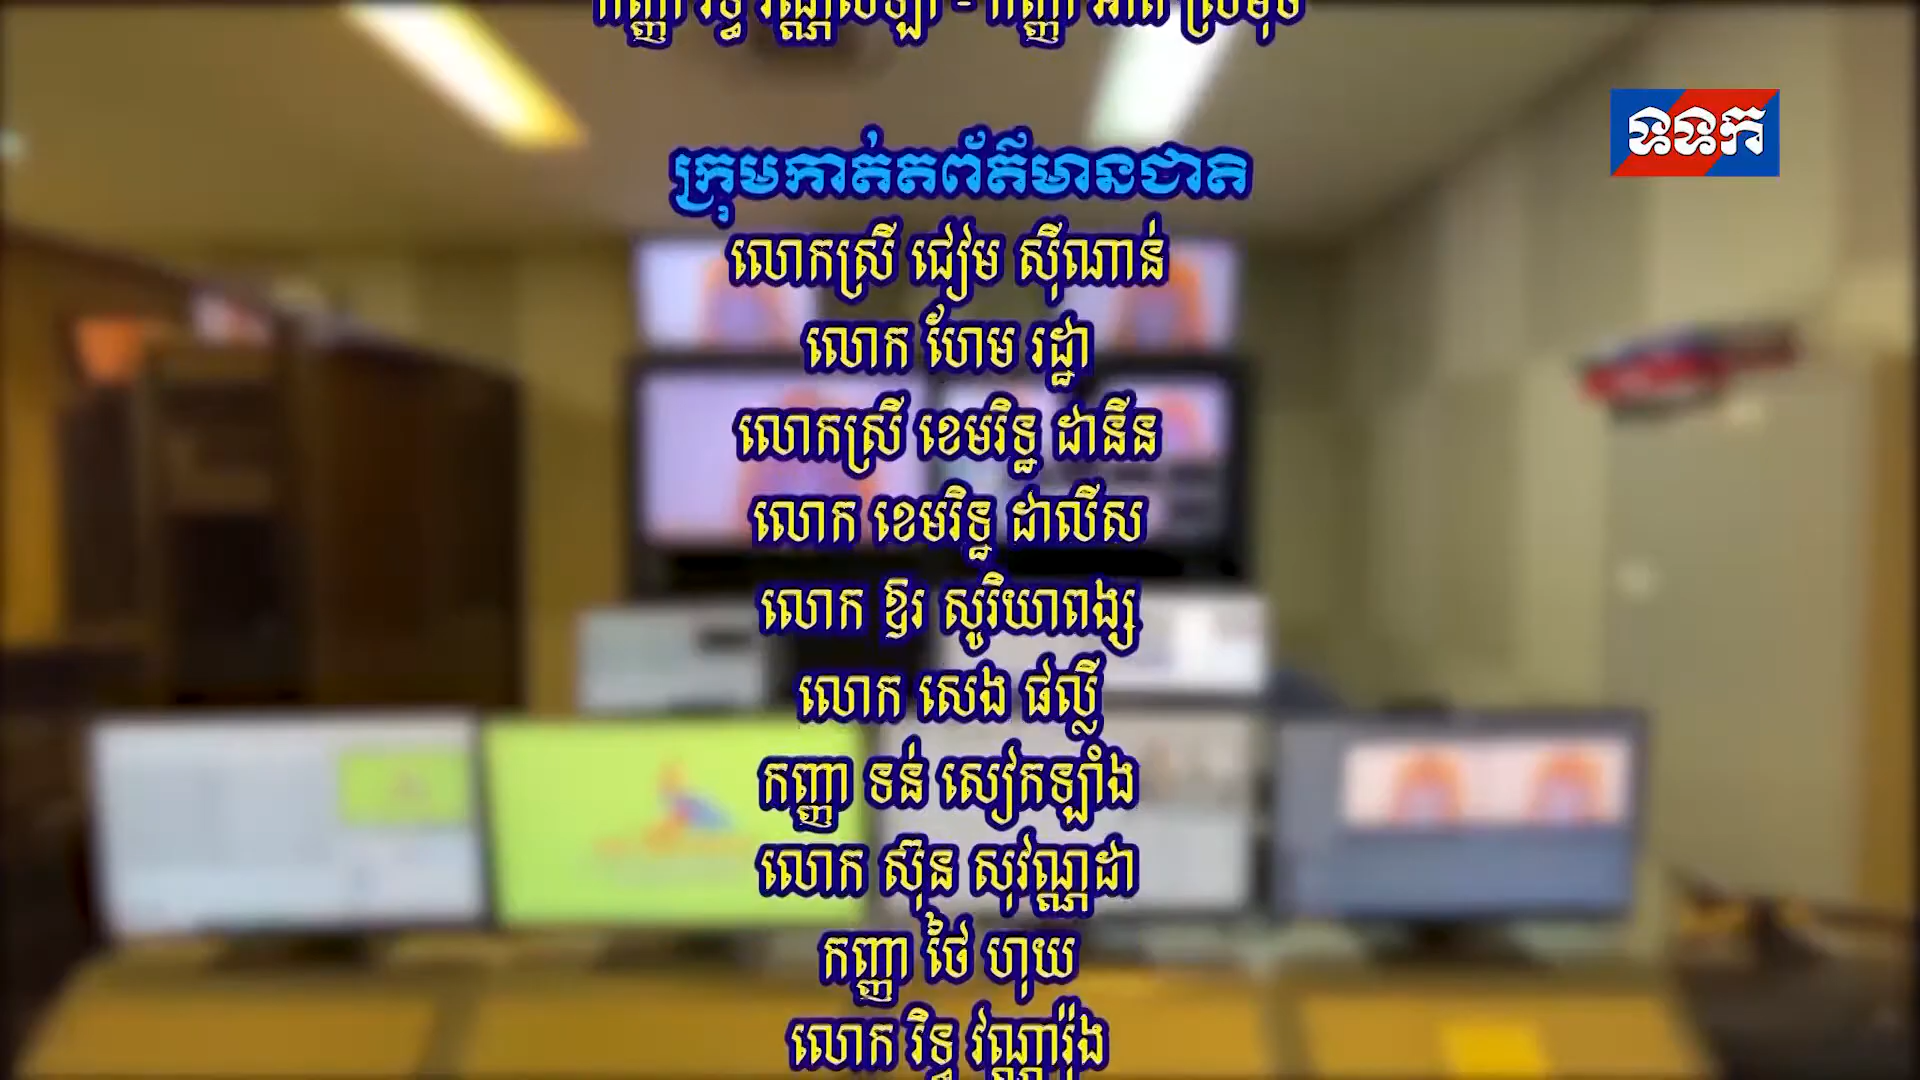 ទទក
ក្រុមកាត់តព័ត៌មានជាតិ
លោកស្រី ជៀម ស៊ីណាន់
លោក ហែម រដ្ឋា
លោកស្រី ខេមរិទ្ធ ដានីន
លោក ខេមរិទ្ធ ដាលីស
លោក ឱរ សូរិយាពង្ស
លោក សេង ផល្លី
កញ្ញា ទន់ សៀកឡាំង
លោក ស៊ុន សុវណ្ណដា
កញ្ញា ថៃ ហុយ
លោក រិទ្ធ វណ្ណារ៉ុង